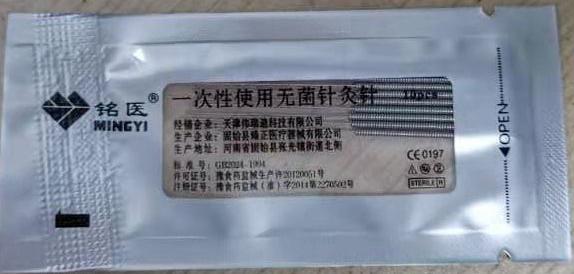 铭医®
MINGYI
一次性使用无菌针灸针
10pcs
经销企业：天津伟瑞迪科技有限公司
生产企业：固始县矫正医疗器械有限公司
生产地址：河南省固始县亮光镇街道北侧
标准号：GB2024-1994
许可证号：豫食药监械生产许20120051号
注册证号：豫食药监械（准）字2014第2270502号
CE 0197
STERILE R
OPEN